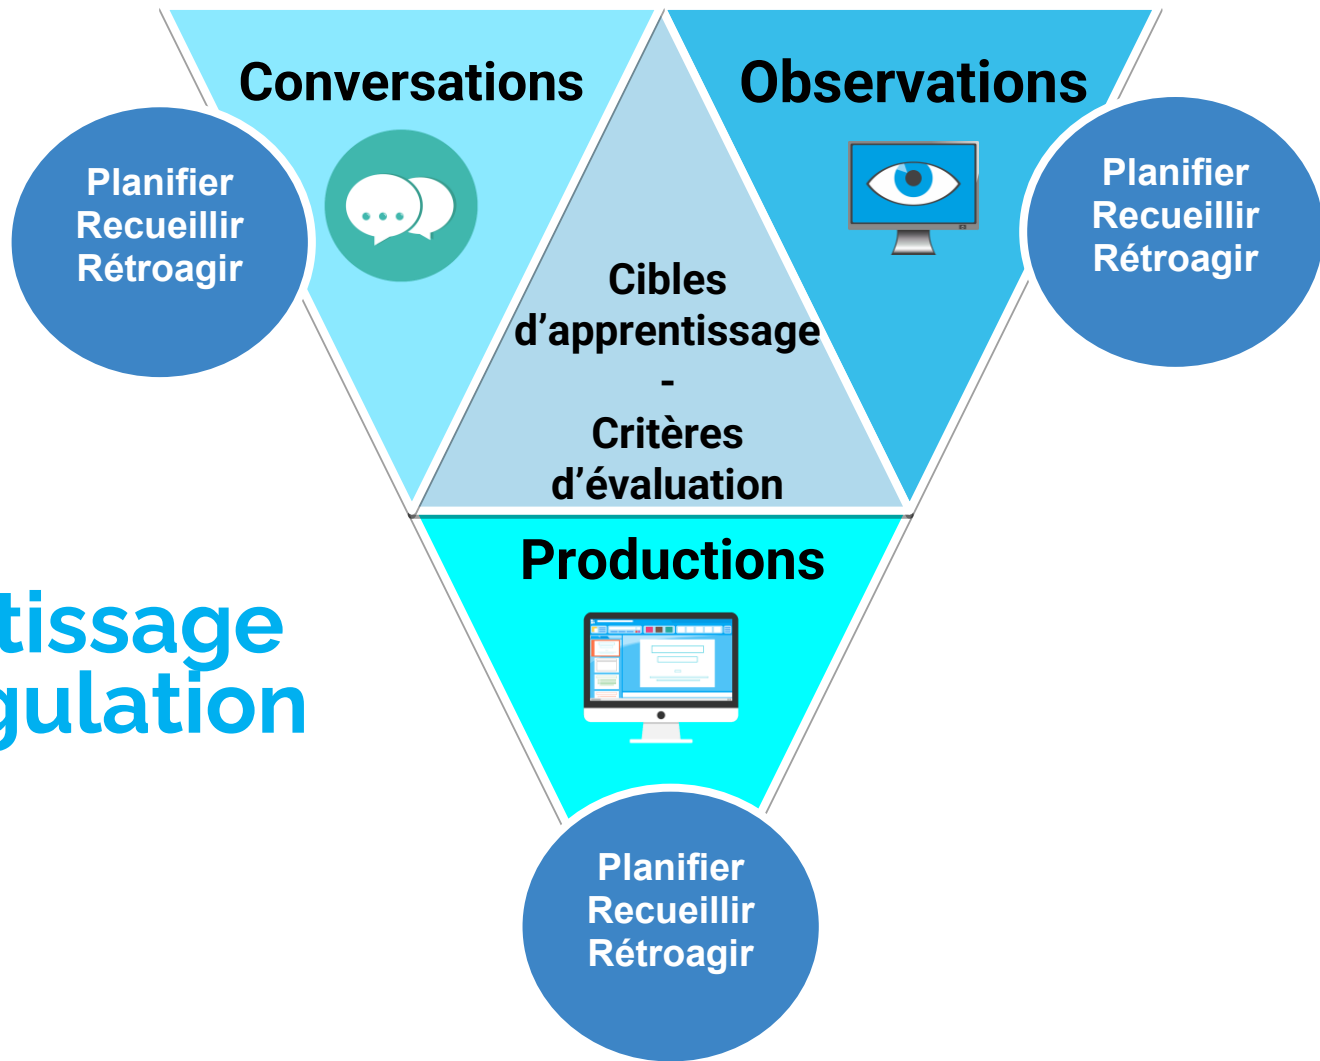 Conversations
Observations
Planifier
Recueillir
Rétroagir
Planifier
Recueillir
Rétroagir
Cibles
d’apprentissage
-
Critères
d’évaluation
Productions
tissage
gulation
Planifier
Recueillir
Rétroagir